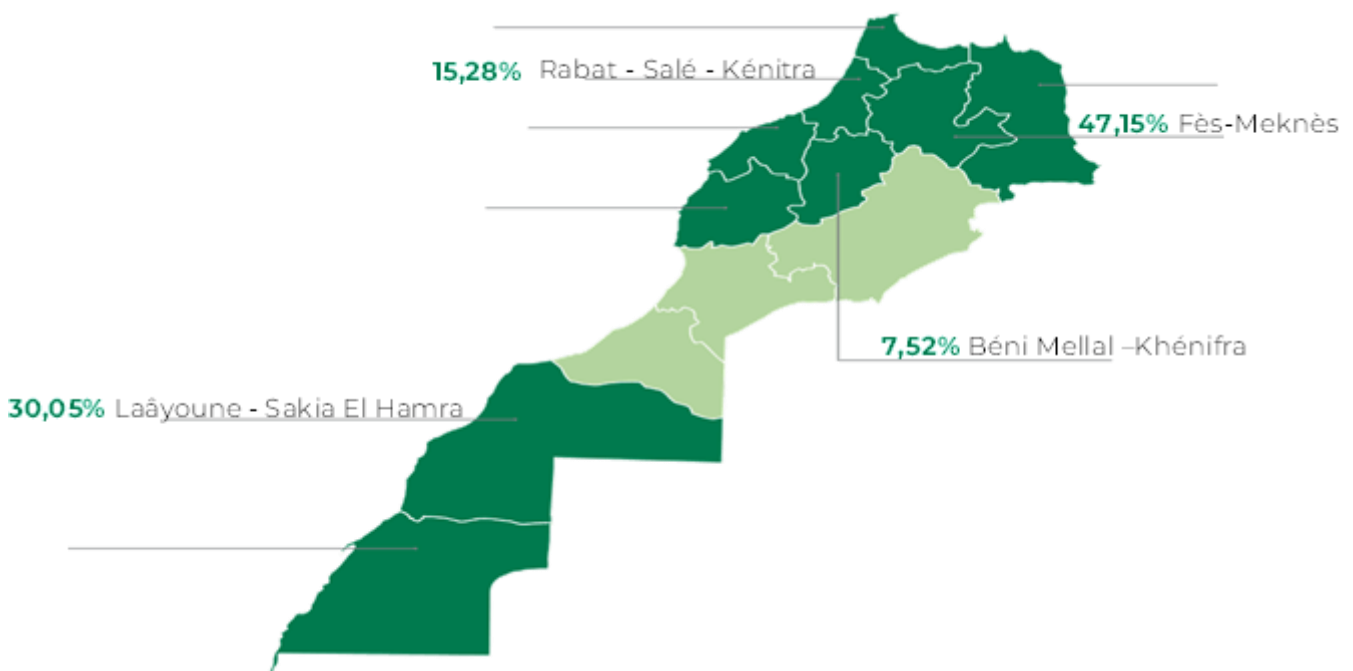 15,28% Rabat - Salé - Kénitra
47,15% Fès-Meknès
7,52% Béni Mellal –Khénifra
30,05% Laâyoune - Sakia El Hamra